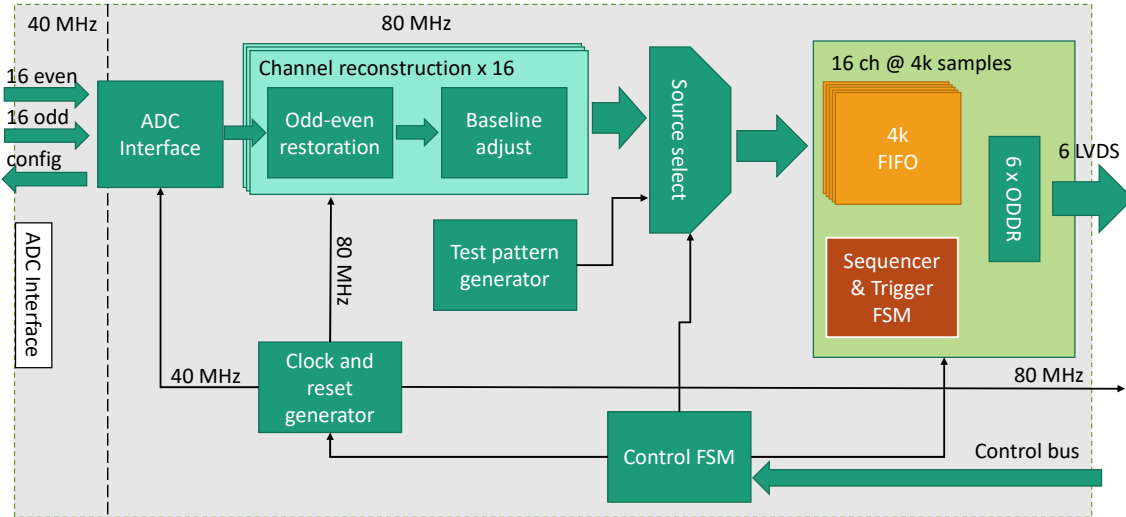 40 MHz
80 MHz
16 even
16 odd
config
ADC
Interface
Channel reconstruction x 16
Odd-even
restoration
Baseline
adjust
Source select
16 ch @ 4k samples
4k
FIFO
6 x ODDR
6 LVDS
Sequencer
& Trigger
FSM
ADC Interface
80 MHz
Test pattern
generator
40 MHz
Clock and
reset
generator
80 MHz
Control FSM
Control bus